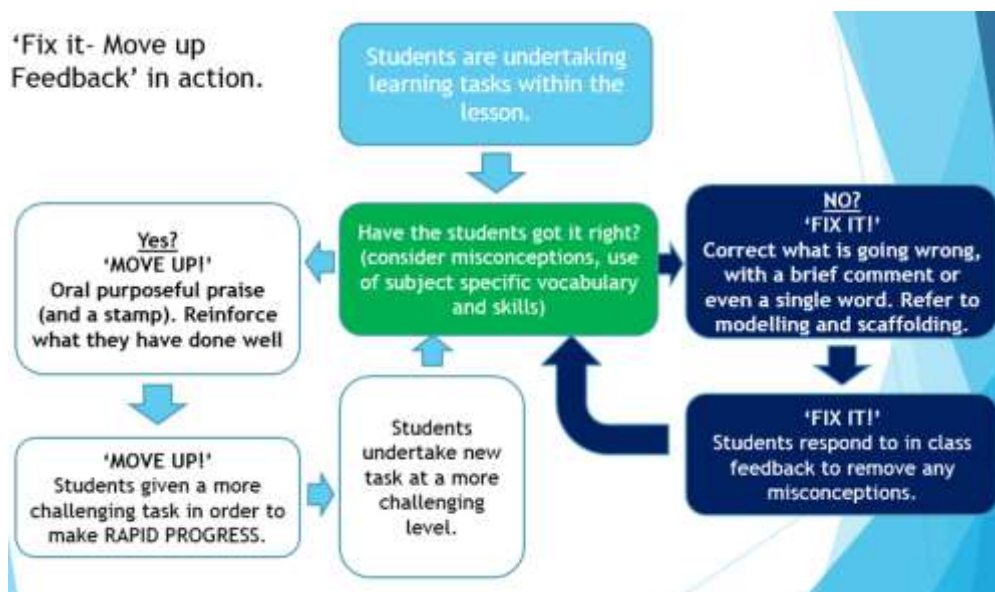 'Fix it- Move up
Feedback' in action.
Students are undertaking
learning tasks within the
lesson.
Have the students got it right?
(consider misconceptions, use
of subject specific vocabulary
and skills)
Yes?
'MOVE UP!'
Oral purposeful praise
(and a stamp). Reinforce
what they have done well
'MOVE UP!'
Students given a more
challenging task in order to
make RAPID PROGRESS.
Students
undertake new
task at a more
challenging
level.
NO?
'FIX IT!'
Correct what is going wrong,
with a brief comment or
even a single word. Refer to
modelling and scaffolding.
'FIX IT!'
Students respond to in class
feedback to remove any
misconceptions.